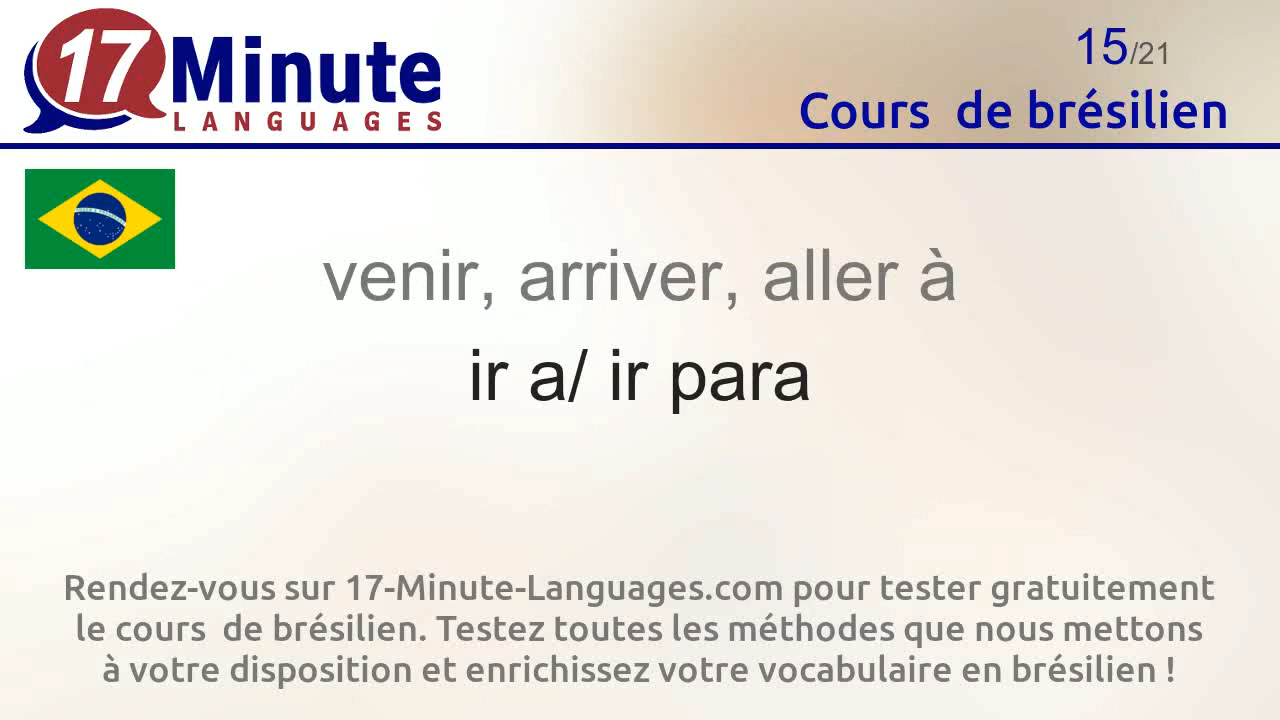 17 Minute
LANGUAGES
15/21
Cours de brésilien
venir, arriver, aller à
ir a/ ir para
Rendez-vous sur 17-Minute-Languages.com pour tester gratuitement
le cours de brésilien. Testez toutes les méthodes que nous mettons
à votre disposition et enrichissez votre vocabulaire en brésilien !